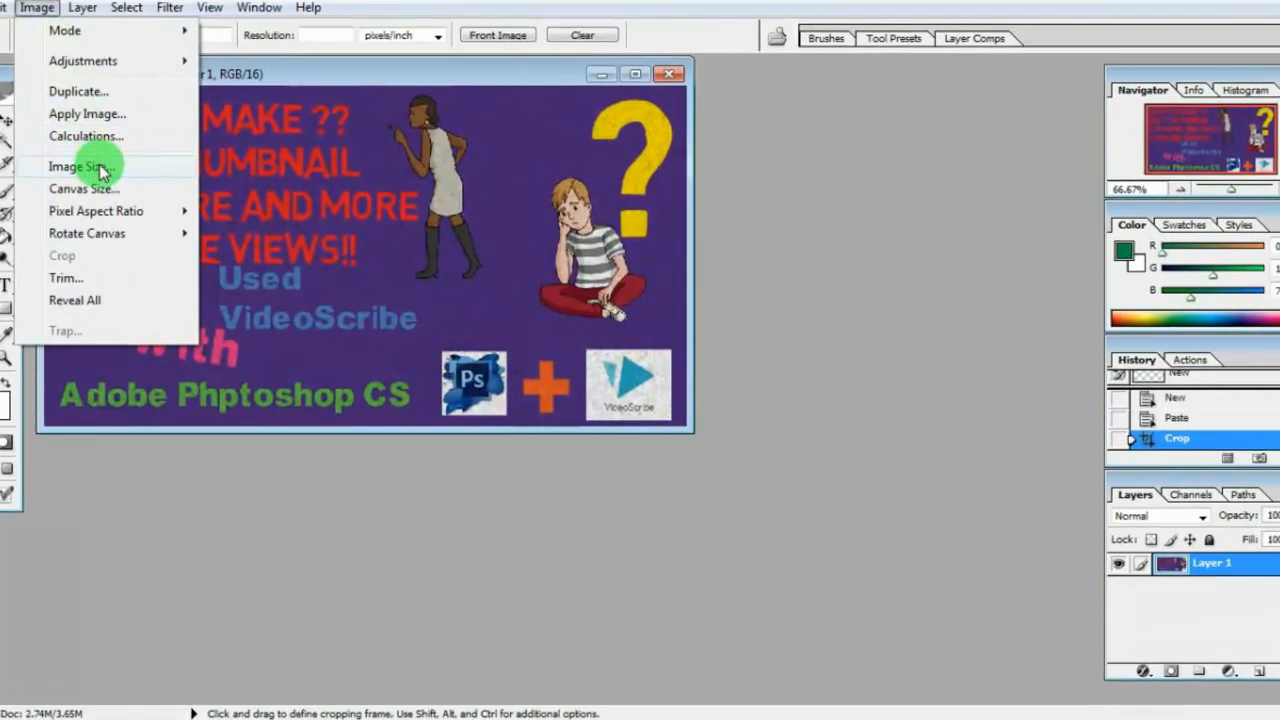 Image Layer Select Filter View Window Help
Resolution: pixels/inch Front Image Clear Brushes Tool Presets Layer Comps
Mode
Adjustments
Duplicate...
Apply Image...
Calculations...
Image Size...
Canvas Size...
Pixel Aspect Ratio
Rotate Canvas
Crop
Trim...
Reveal All
Trap...
1, RGB/16)
MAKE ??
UMBNAIL
RE AND MORE
E VIEWS!!
Used
VideoScribe
with
Adobe Phptoshop CS
Ps
VideoScribe
Navigator Info Histogram
66.67%
Color Swatches Styles
R
G
B
History Actions
New
New
Paste
Crop
Layers Channels Paths
Normal Opacity: 100
Lock: Fill: 100
Layer 1
Doc: 2.74M/3.65M Click and drag to define cropping frame. Use Shift, Alt, and Ctrl for additional options.